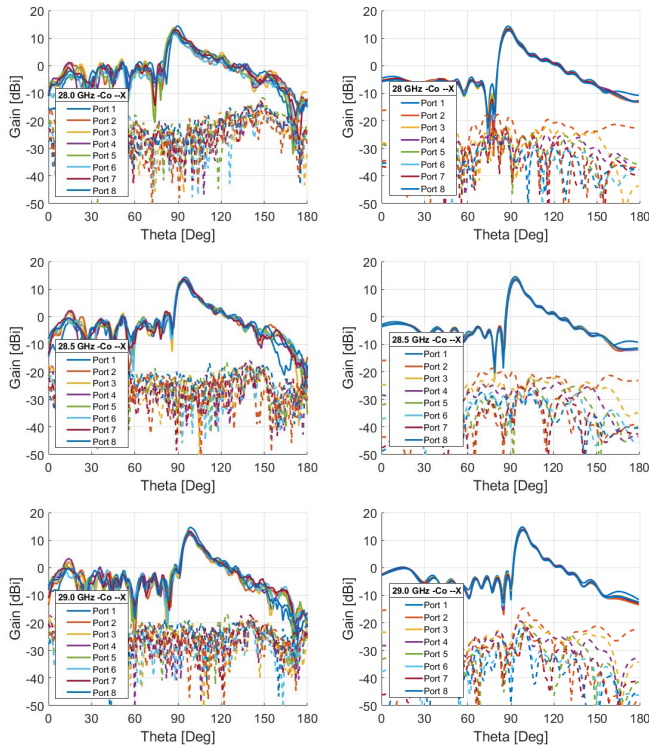 20
10
0
-10
-20
-30
-40
-50
Gain [dBi]
28.0 GHz -Co --X
Port 1
Port 2
Port 3
Port 4
Port 5
Port 6
Port 7
Port 8
0 30 60 90 120 150 180
Theta [Deg]
20
10
0
-10
-20
-30
-40
-50
Gain [dBi]
28 GHz -Co --X
Port 1
Port 2
Port 3
Port 4
Port 5
Port 6
Port 7
Port 8
0 30 60 90 120 150 180
Theta [Deg]
20
10
0
-10
-20
-30
-40
-50
Gain [dBi]
28.5 GHz -Co --X
Port 1
Port 2
Port 3
Port 4
Port 5
Port 6
Port 7
Port 8
0 30 60 90 120 150 180
Theta [Deg]
20
10
0
-10
-20
-30
-40
-50
Gain [dBi]
28.5 GHz -Co --X
Port 1
Port 2
Port 3
Port 4
Port 5
Port 6
Port 7
Port 8
0 30 60 90 120 150 180
Theta [Deg]
20
10
0
-10
-20
-30
-40
-50
Gain [dBi]
29.0 GHz -Co --X
Port 1
Port 2
Port 3
Port 4
Port 5
Port 6
Port 7
Port 8
0 30 60 90 120 150 180
Theta [Deg]
20
10
0
-10
-20
-30
-40
-50
Gain [dBi]
29.0 GHz -Co --X
Port 1
Port 2
Port 3
Port 4
Port 5
Port 6
Port 7
Port 8
0 30 60 90 120 150 180
Theta [Deg]